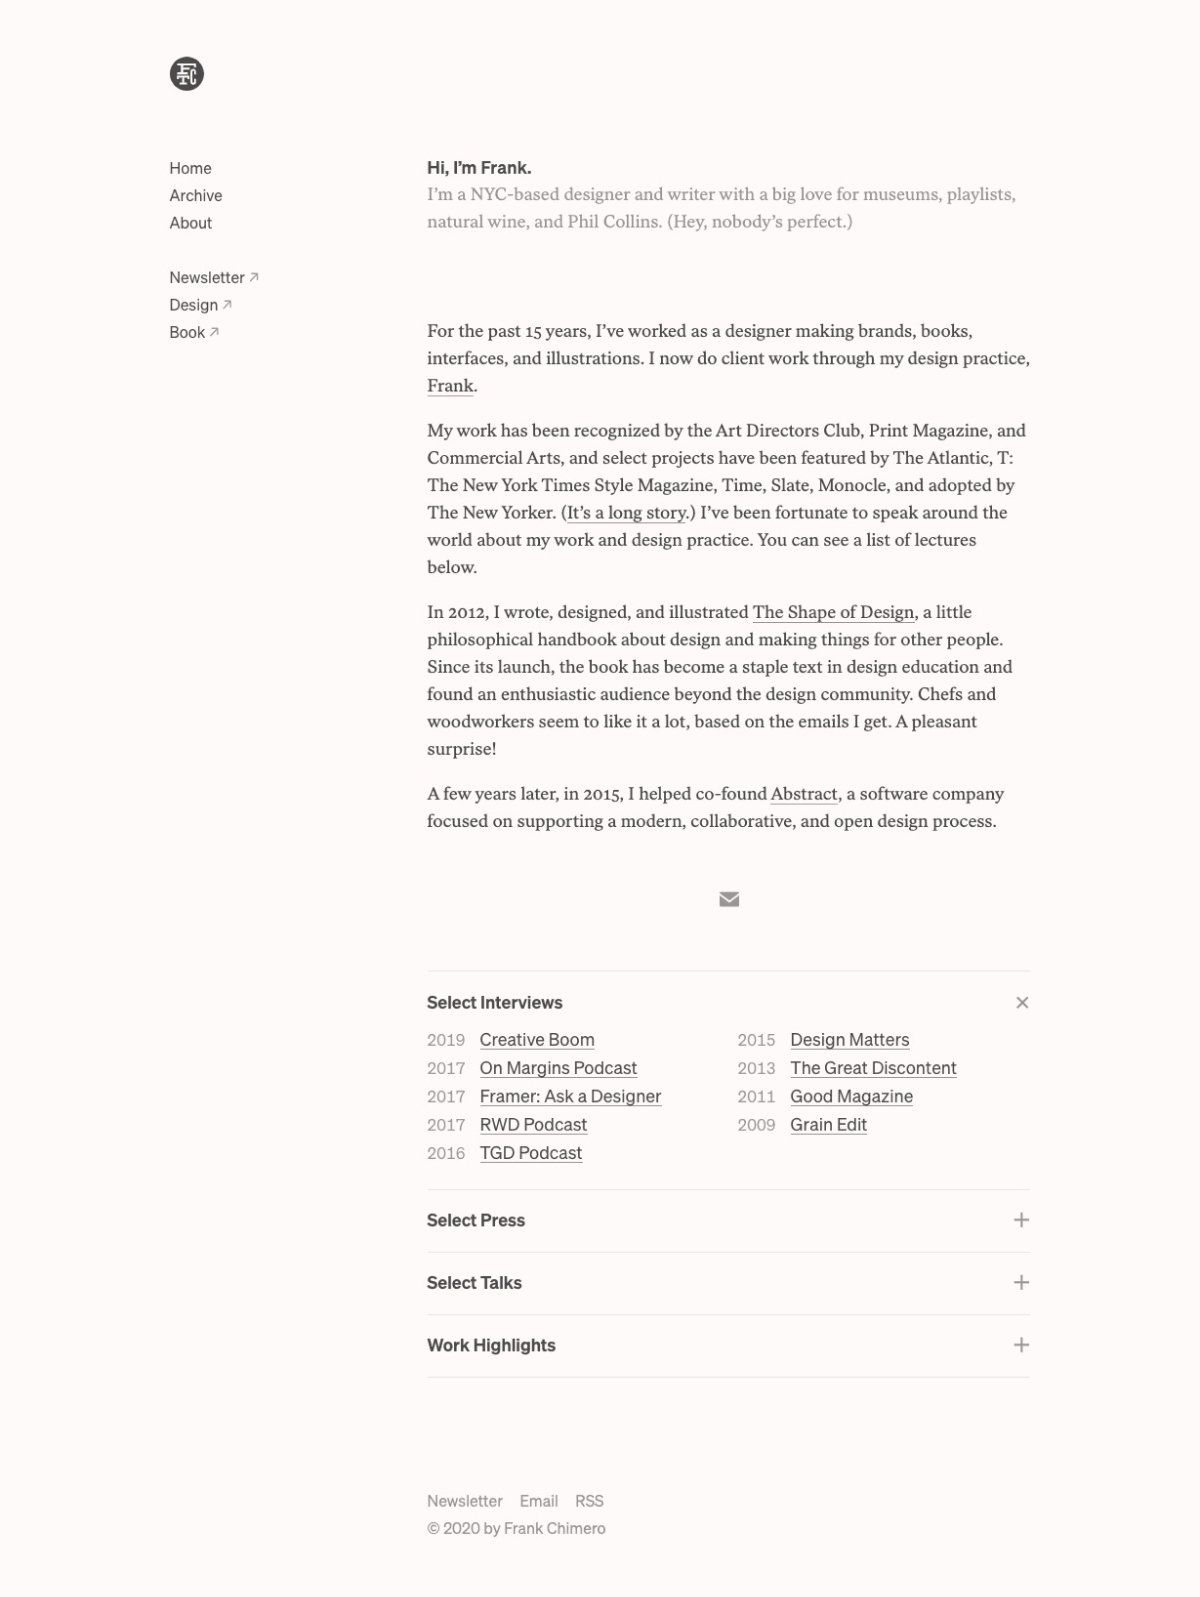 FTC
Home
Archive
About
Newsletter ↗
Design ↗
Book ↗
Hi, I’m Frank.
I’m a NYC-based designer and writer with a big love for museums, playlists,
natural wine, and Phil Collins. (Hey, nobody’s perfect.)
For the past 15 years, I’ve worked as a designer making brands, books,
interfaces, and illustrations. I now do client work through my design practice,
Frank.
My work has been recognized by the Art Directors Club, Print Magazine, and
Commercial Arts, and select projects have been featured by The Atlantic, T:
The New York Times Style Magazine, Time, Slate, Monocle, and adopted by
The New Yorker. (It’s a long story.) I’ve been fortunate to speak around the
world about my work and design practice. You can see a list of lectures
below.
In 2012, I wrote, designed, and illustrated The Shape of Design, a little
philosophical handbook about design and making things for other people.
Since its launch, the book has become a staple text in design education and
found an enthusiastic audience beyond the design community. Chefs and
woodworkers seem to like it a lot, based on the emails I get. A pleasant
surprise!
A few years later, in 2015, I helped co-found Abstract, a software company
focused on supporting a modern, collaborative, and open design process.
Select Interviews
2019 Creative Boom
2017 On Margins Podcast
2017 Framer: Ask a Designer
2017 RWD Podcast
2016 TGD Podcast
2015 Design Matters
2013 The Great Discontent
2011 Good Magazine
2009 Grain Edit
Select Press
Select Talks
Work Highlights
Newsletter Email RSS
© 2020 by Frank Chimero